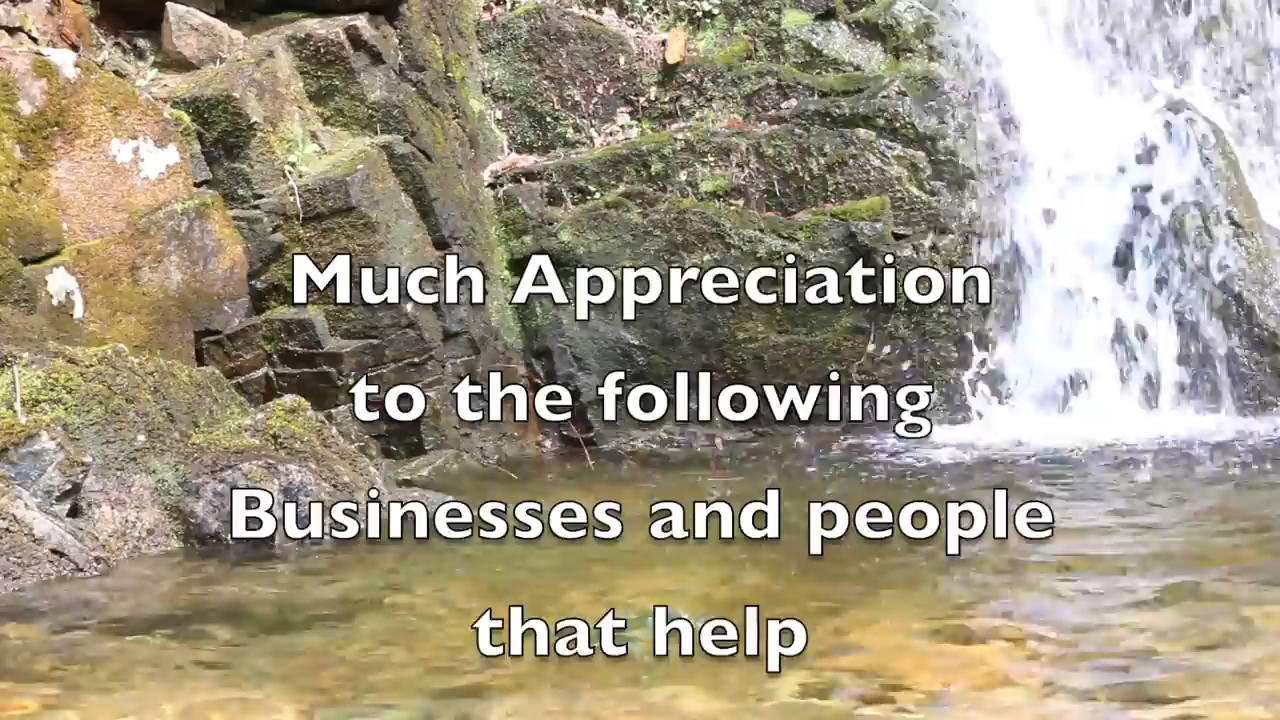 Much Appreciation
to the following
Businesses and people
that help